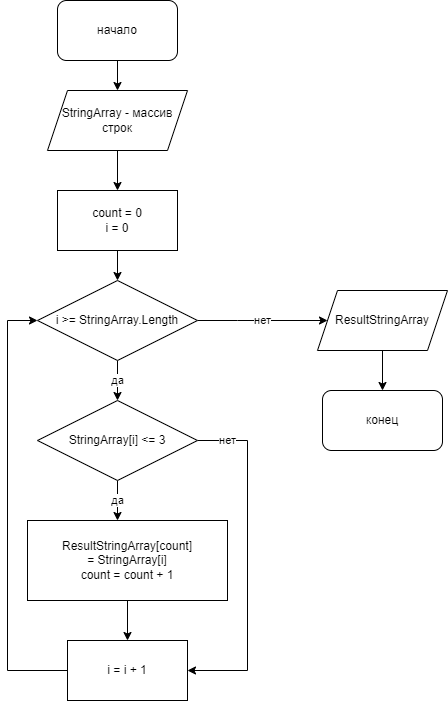 начало
StringArray - массив
строк
count = 0
i = 0
i >= StringArray.Length
нет
ResultStringArray
да
конец
StringArray[i] <= 3
нет
да
ResultStringArray[count]
= StringArray[i]
count = count + 1
i = i + 1